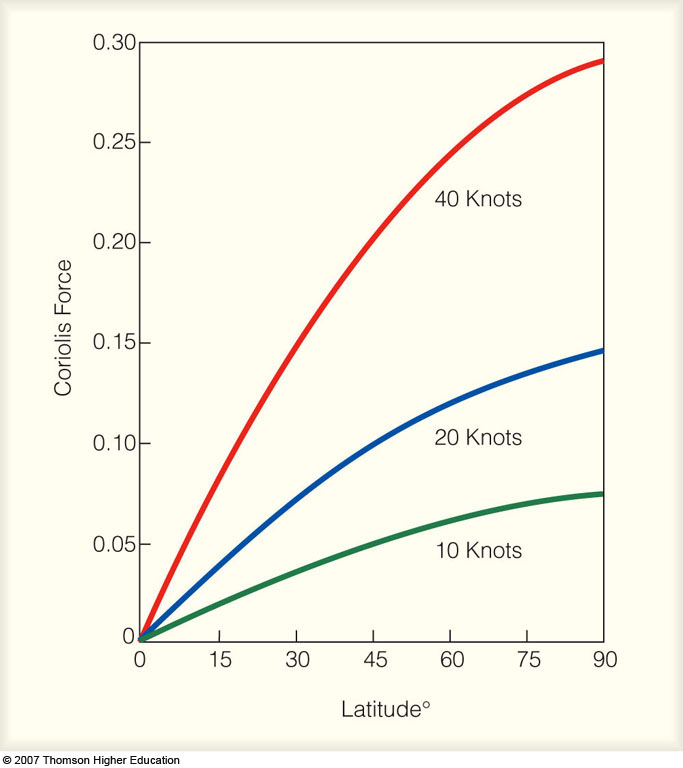 0.30
0.25
0.20
0.15
0.10
0.05
0
Coriolis Force
40 Knots
20 Knots
10 Knots
0 15 30 45 60 75 90
Latitude°
© 2007 Thomson Higher Education